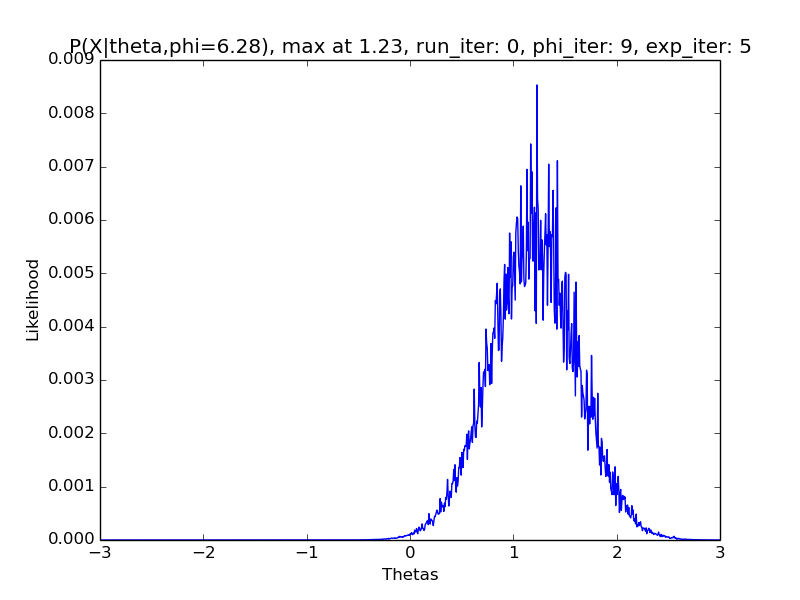 P(X|theta,phi=6.28), max at 1.23, run_iter: 0, phi_iter: 9, exp_iter: 5
0.009
0.008
0.007
0.006
0.005
0.004
0.003
0.002
0.001
0.000
Likelihood
−3 −2 −1 0 1 2 3
Thetas